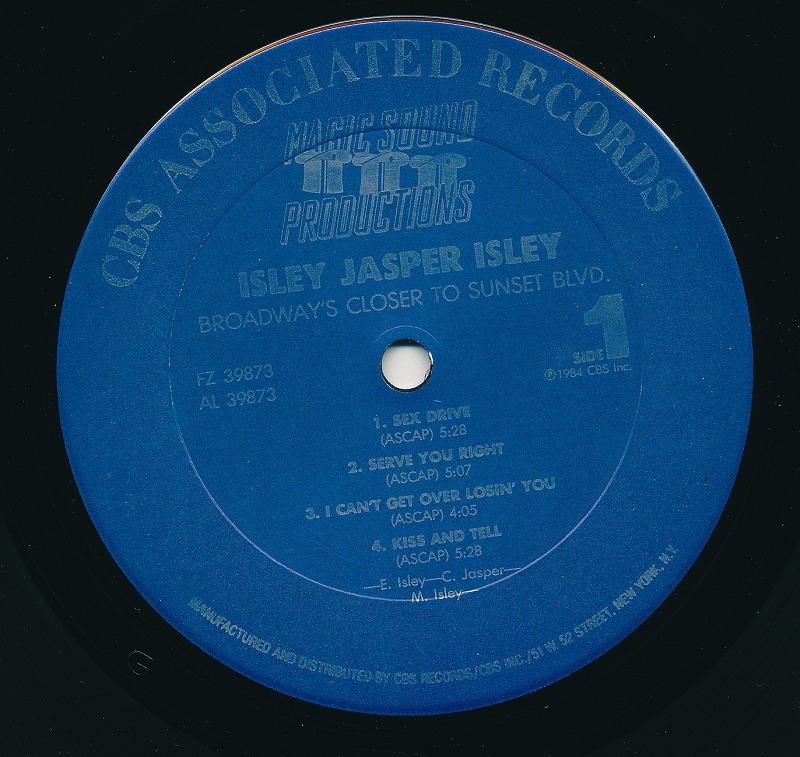 CBS ASSOCIATED RECORDS
MAGIC SOUND
PRODUCTIONS
ISLEY JASPER ISLEY
BROADWAY'S CLOSER TO SUNSET BLVD.
1
SIDE
FZ 39873
AL 39873
℗1984 CBS Inc.
1. SEX DRIVE
(ASCAP) 5:28
2. SERVE YOU RIGHT
(ASCAP) 5:07
3. I CAN'T GET OVER LOSIN' YOU
(ASCAP) 4:05
4. KISS AND TELL
(ASCAP) 5:28
—E. Isley—C. Jasper—
M. Isley—
MANUFACTURED AND DISTRIBUTED BY CBS RECORDS/CBS INC./51 W. 52 STREET, NEW YORK, N.Y.
G